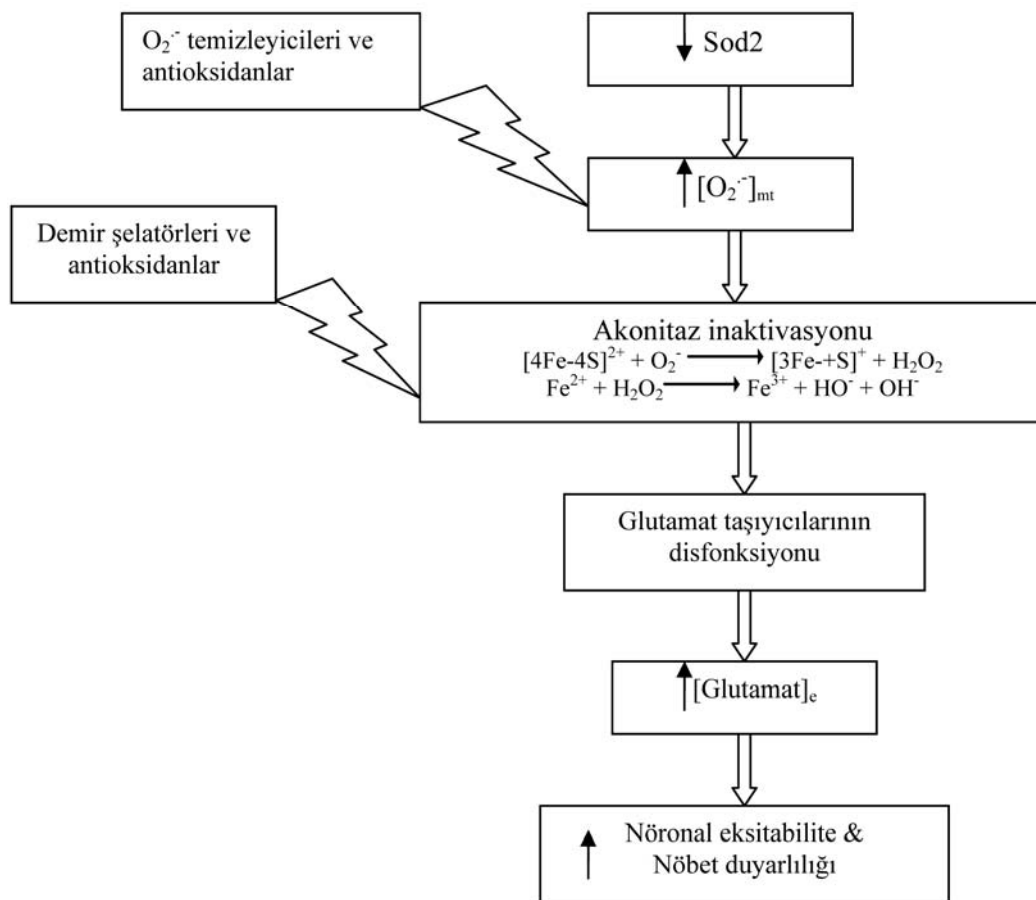 O₂·⁻ temizleyicileri ve
antioksidanlar
↓ Sod2
↑ [O₂·⁻]ₘₜ
Demir şelatörleri ve
antioksidanlar
Akonitaz inaktivasyonu
[4Fe-4S]²⁺ + O₂⁻ ⟶ [3Fe-+S]⁺ + H₂O₂
Fe²⁺ + H₂O₂ ⟶ Fe³⁺ + HO⁻ + OH⁻
Glutamat taşıyıcılarının
disfonksiyonu
↑ [Glutamat]ₑ
↑ Nöronal eksitabilite &
Nöbet duyarlılığı